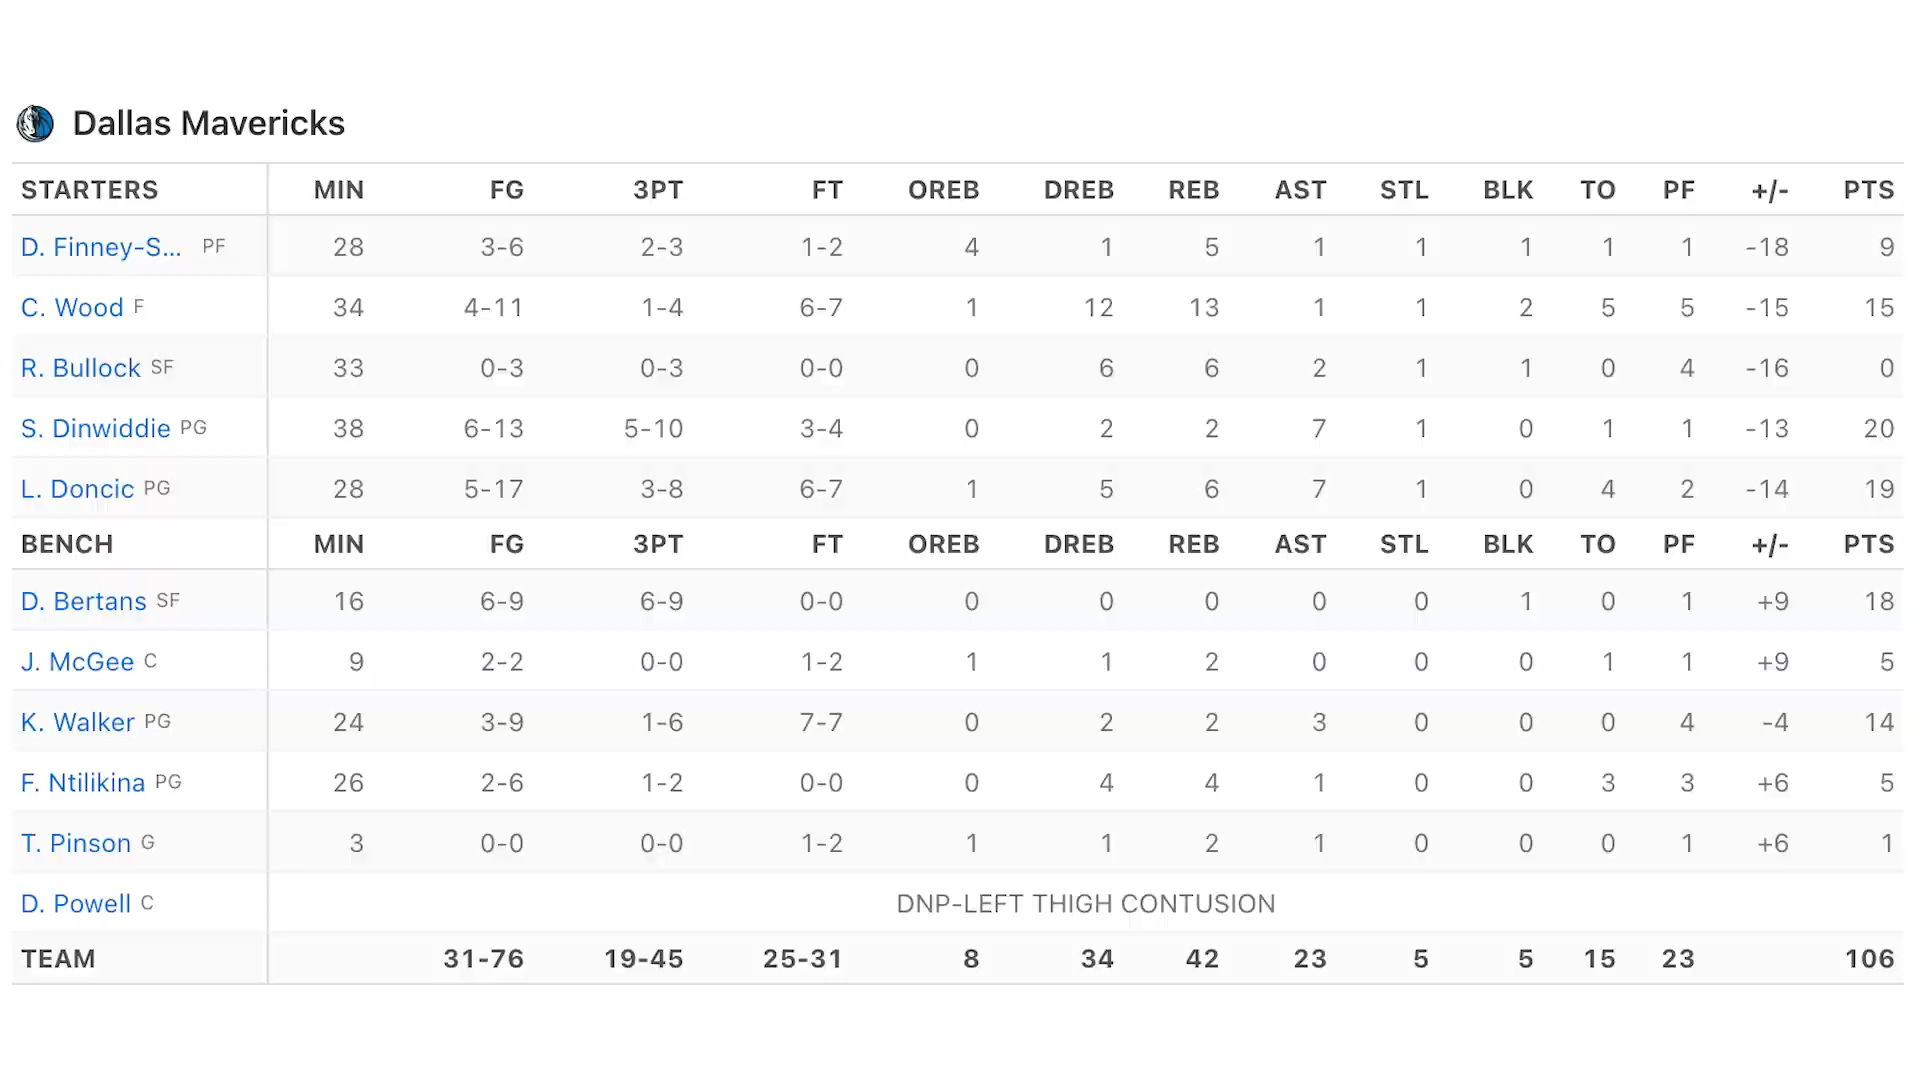 Dallas Mavericks
STARTERS MIN FG 3PT FT OREB DREB REB AST STL BLK TO PF +/- PTS
D. Finney-S... PF 28 3-6 2-3 1-2 4 1 5 1 1 1 1 1 -18 9
C. Wood F 34 4-11 1-4 6-7 1 12 13 1 1 2 5 5 -15 15
R. Bullock SF 33 0-3 0-3 0-0 0 6 6 2 1 1 0 4 -16 0
S. Dinwiddie PG 38 6-13 5-10 3-4 0 2 2 7 1 0 1 1 -13 20
L. Doncic PG 28 5-17 3-8 6-7 1 5 6 7 1 0 4 2 -14 19
BENCH MIN FG 3PT FT OREB DREB REB AST STL BLK TO PF +/- PTS
D. Bertans SF 16 6-9 6-9 0-0 0 0 0 0 0 1 0 1 +9 18
J. McGee C 9 2-2 0-0 1-2 1 1 2 0 0 0 1 1 +9 5
K. Walker PG 24 3-9 1-6 7-7 0 2 2 3 0 0 0 4 -4 14
F. Ntilikina PG 26 2-6 1-2 0-0 0 4 4 1 0 0 3 3 +6 5
T. Pinson G 3 0-0 0-0 1-2 1 1 2 1 0 0 0 1 +6 1
D. Powell C DNP-LEFT THIGH CONTUSION
TEAM 31-76 19-45 25-31 8 34 42 23 5 5 15 23 106